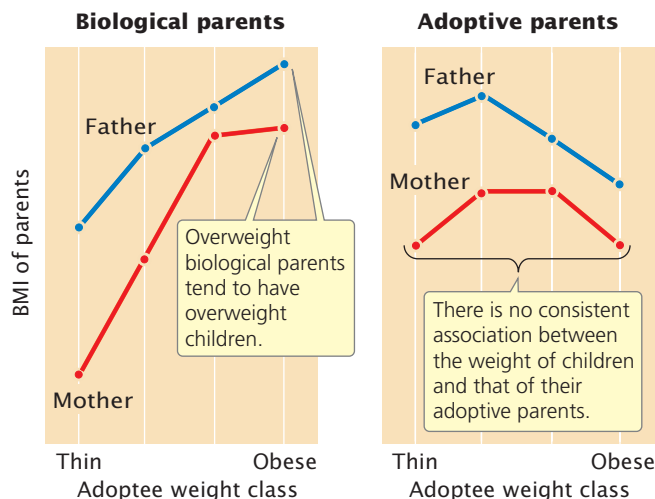 Biological parents
BMI of parents
Father
Mother
Overweight
biological parents
tend to have
overweight
children.
Thin
Obese
Adoptee weight class
Adoptive parents
Father
Mother
There is no consistent
association between
the weight of children
and that of their
adoptive parents.
Thin
Obese
Adoptee weight class